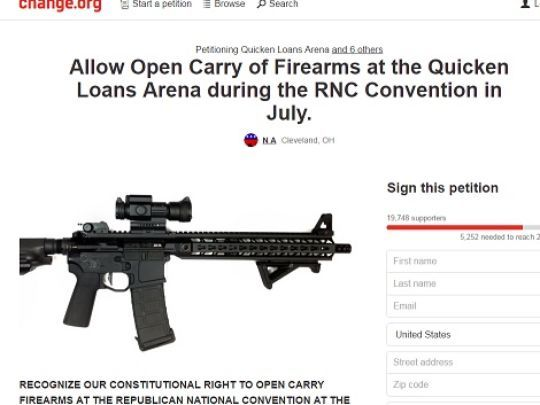 change.org Start a petition Browse Search
Petitioning Quicken Loans Arena and 6 others
Allow Open Carry of Firearms at the Quicken
Loans Arena during the RNC Convention in
July.
N A Cleveland, OH
Sign this petition
19,748 supporters
5,252 needed to reach 2
First name
Last name
Email
United States
Street address
Zip code
RECOGNIZE OUR CONSTITUTIONAL RIGHT TO OPEN CARRY
FIREARMS AT THE REPUBLICAN NATIONAL CONVENTION AT THE